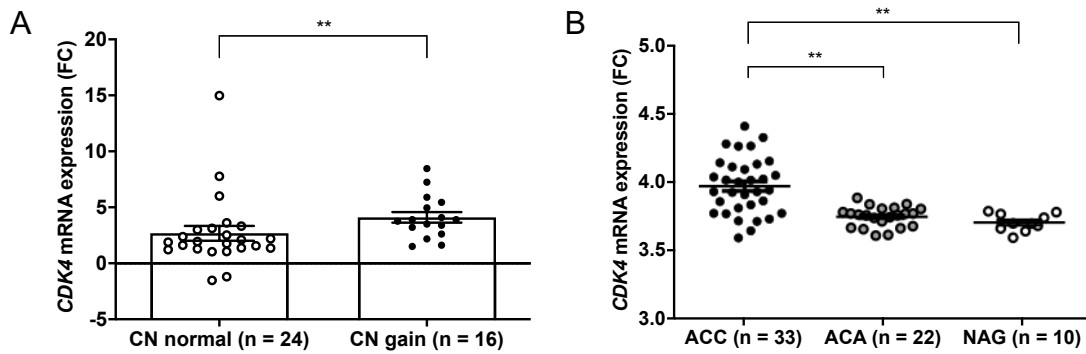 A
CDK4 mRNA expression (FC)
20
15
10
5
0
-5
**
CN normal (n = 24)
CN gain (n = 16)
B
CDK4 mRNA expression (FC)
5.0
4.5
4.0
3.5
3.0
**
**
ACC (n = 33)
ACA (n = 22)
NAG (n = 10)